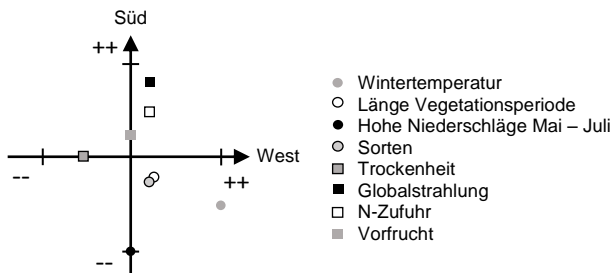 Süd
++
West
--
++
--
Wintertemperatur
Länge Vegetationsperiode
Hohe Niederschläge Mai – Juli
Sorten
Trockenheit
Globalstrahlung
N-Zufuhr
Vorfrucht